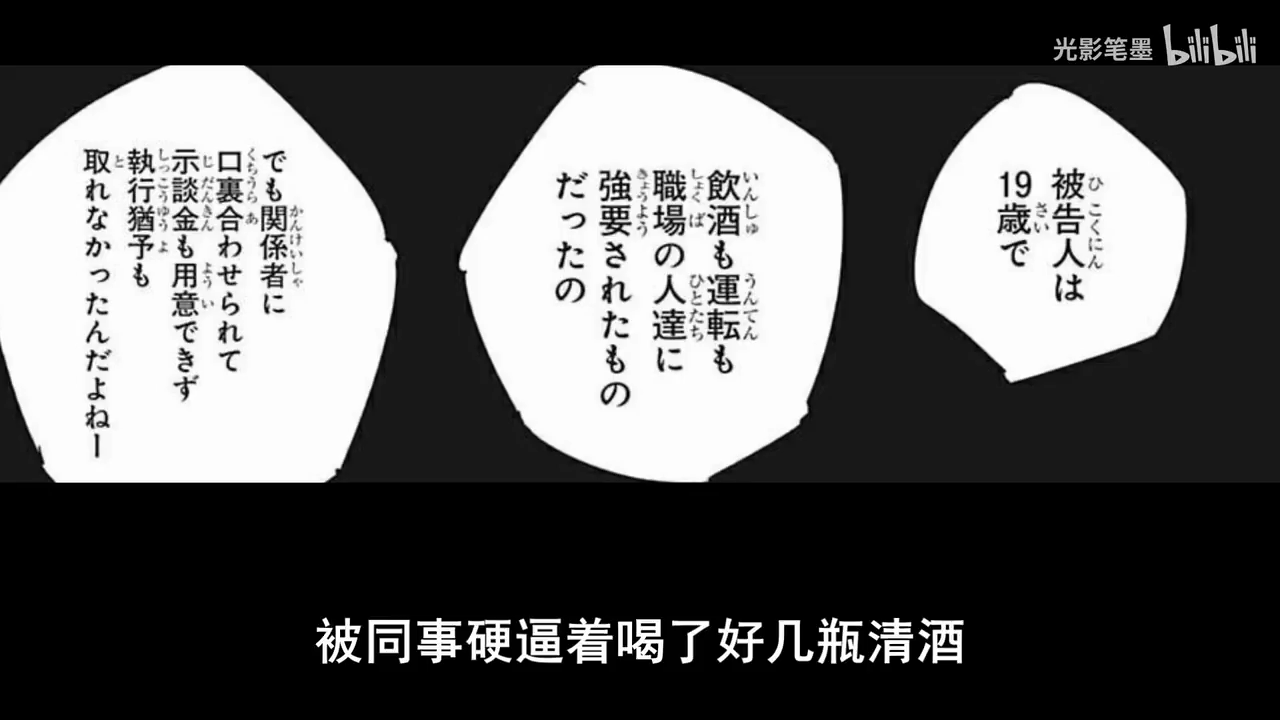 光影笔墨 bilibili
被告人は
19歳で
飲酒も運転も
職場の人達に
強要されたもの
だったの
でも関係者に
口裏合わせられて
示談金も用意できず
執行猶予も
取れなかったんだよねー
被同事硬逼着喝了好几瓶清酒